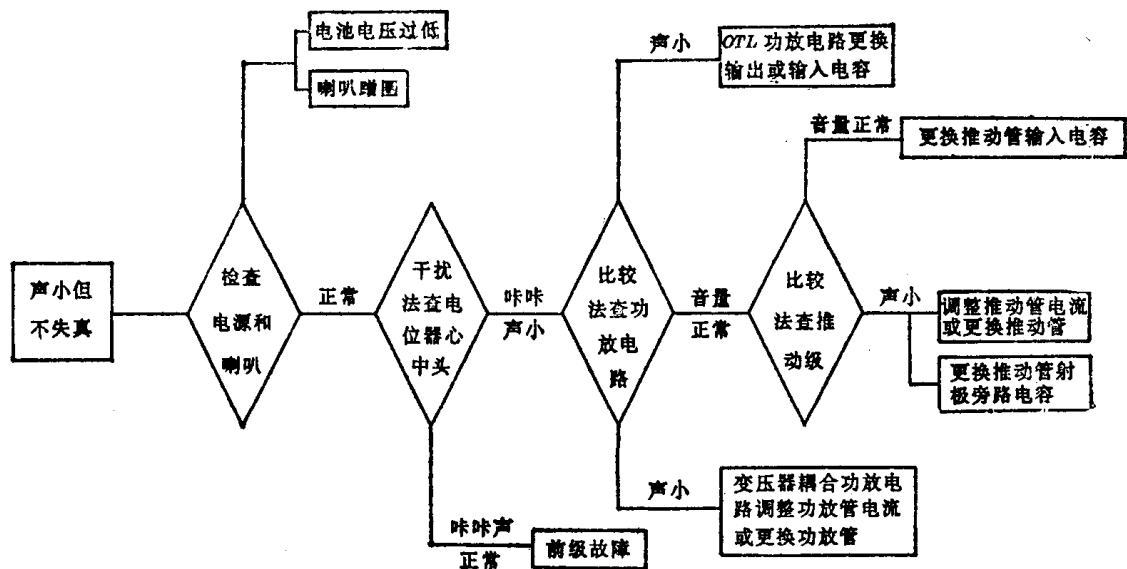 电池电压过低
喇叭蹭圈
声小
OTL 功放电路更换
输出或输入电容
音量正常
更换推动管输入电容
声小但
不失真
检查
电源和
喇叭
正常
干扰
法查电
位器心
中头
咔咔
声小
比较
法查功
放电
路
音量
正常
比较
法查推
动级
声小
调整推动管电流
或更换推动管
更换推动管射
极旁路电容
咔咔声
正常
前级故障
声小
变压器耦合功放电
路调整功放管电流
或更换功放管